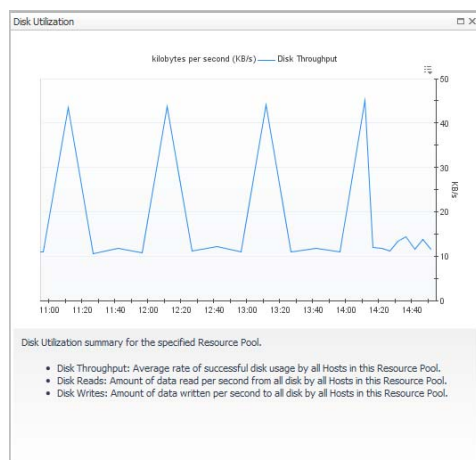 Disk Utilization
kilobytes per second (KB/s) Disk Throughput
50
40
30
20
10
0
KB/s
11:00 11:20 11:40 12:00 12:20 12:40 13:00 13:20 13:40 14:00 14:20 14:40
Disk Utilization summary for the specified Resource Pool.
• Disk Throughput: Average rate of successful disk usage by all Hosts in this Resource Pool.
• Disk Reads: Amount of data read per second from all disk by all Hosts in this Resource Pool.
• Disk Writes: Amount of data written per second to all disk by all Hosts in this Resource Pool.